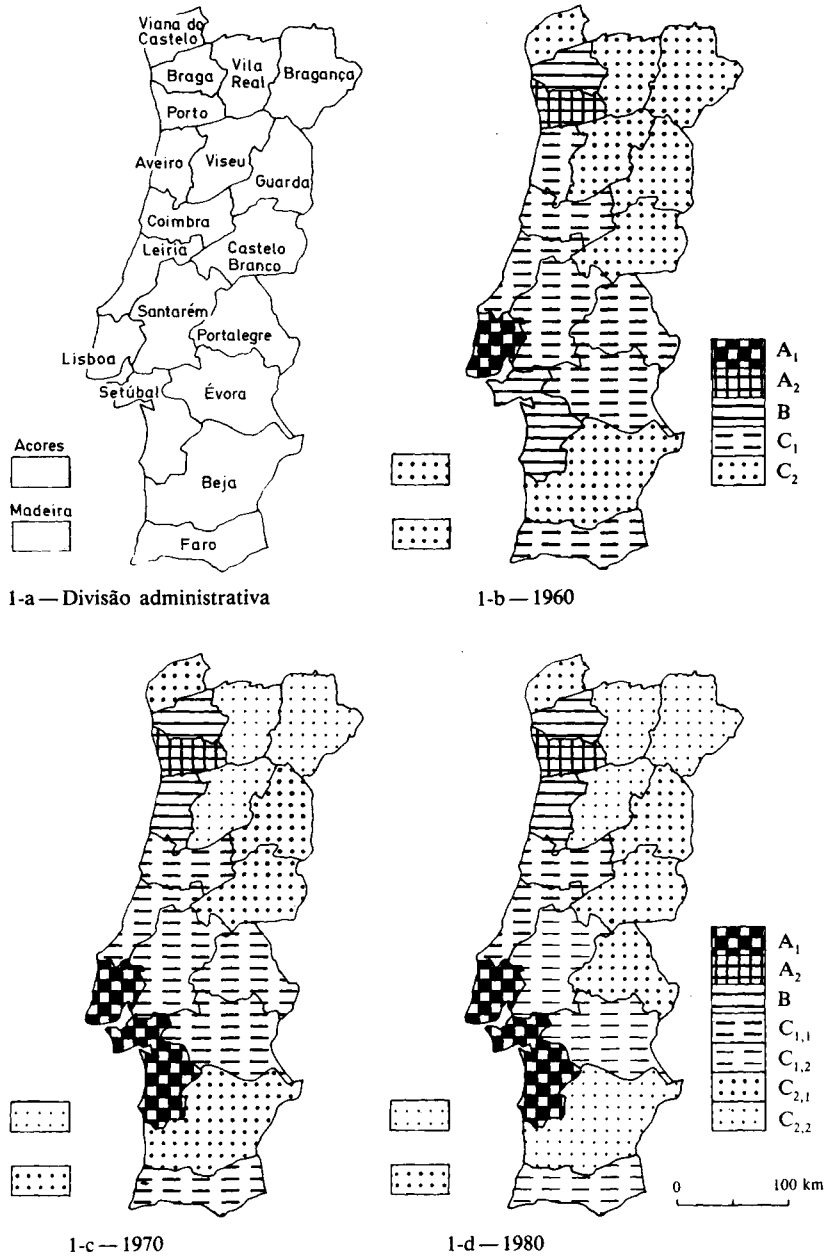 Viana do
Castelo
Braga
Vila
Real
Bragança
Porto
Aveiro
Viseu
Guarda
Coimbra
Leiria
Castelo
Branco
Santarém
Portalegre
Lisboa
Setúbal
Évora
Acores
Beja
Madeira
Faro
1-a — Divisão administrativa
A1
A2
B
C1
C2
1-b — 1960
1-c — 1970
A1
A2
B
C1,1
C1,2
C2,1
C2,2
0 100 km
1-d — 1980